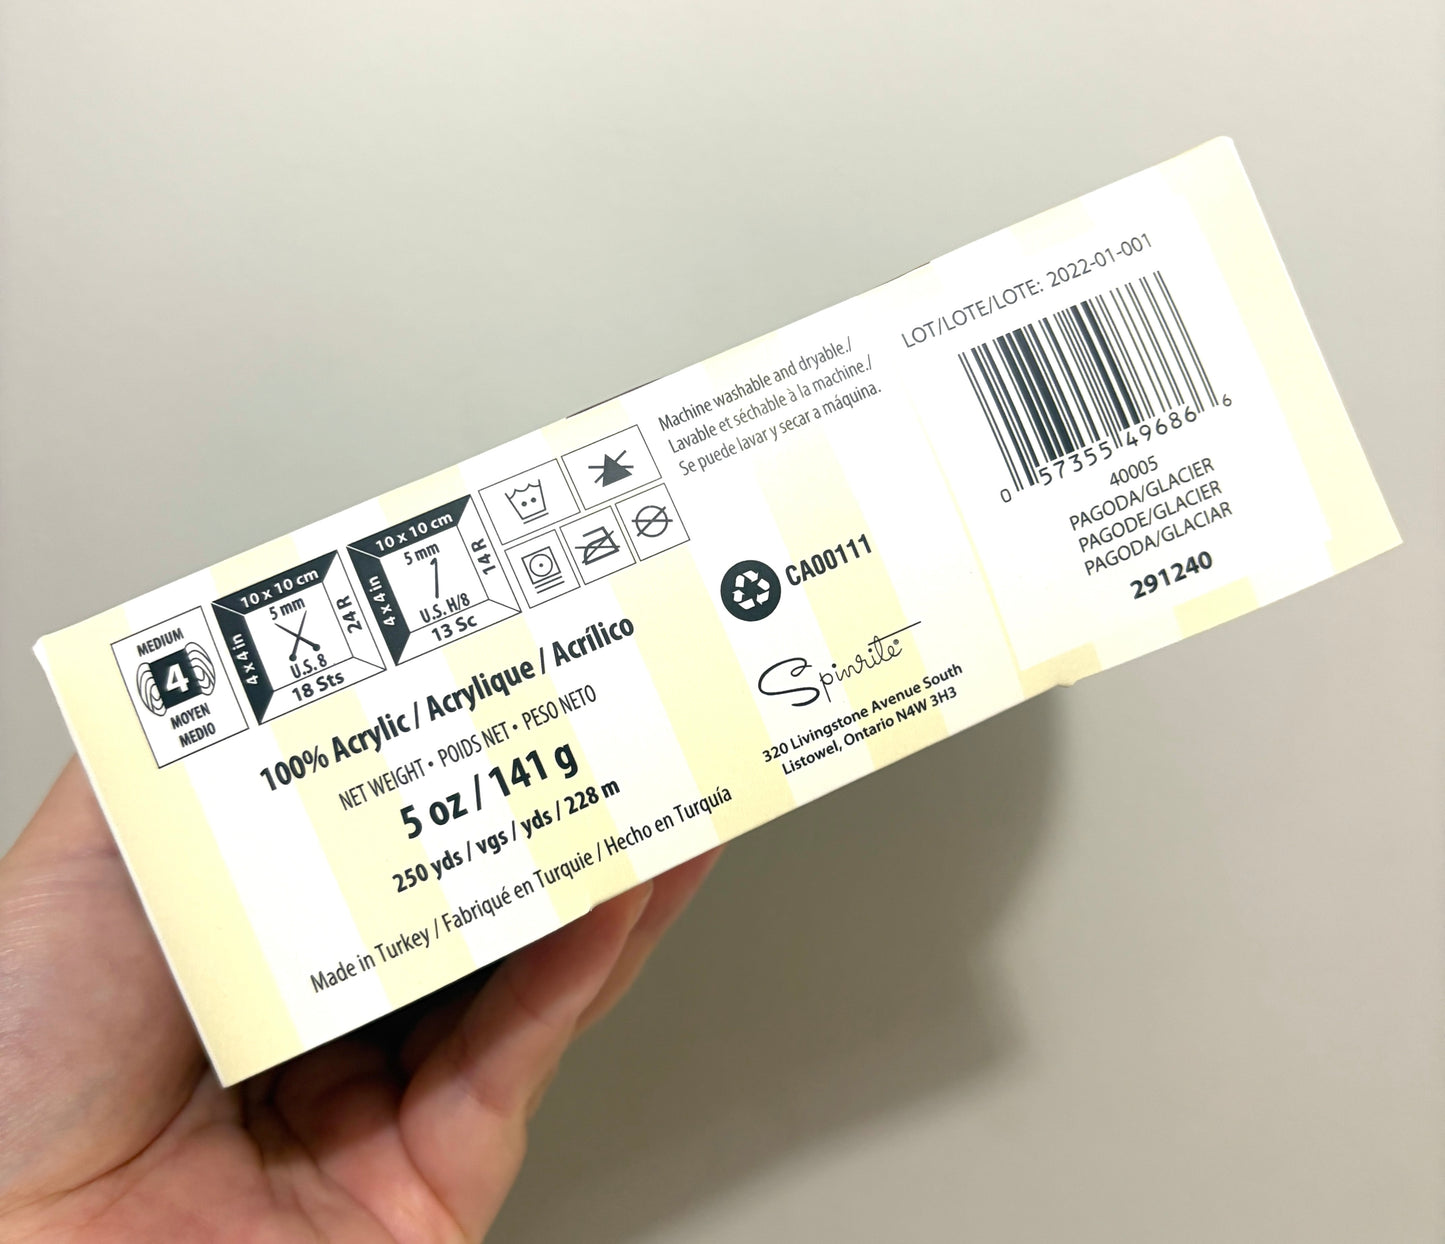 MEDIUM
4
MOYEN
MEDIO
10 x 10 cm
4 x 4 in
5 mm
24R
U.S. 8
18 Sts
10 x 10 cm
4 x 4 in
5 mm
14R
U.S. H/8
13 Sc
100% Acrylic / Acrylique / Acrílico
NET WEIGHT • POIDS NET • PESO NETO
5 oz / 141 g
250 yds / vgs / yds / 228 m
Made in Turkey / Fabriqué en Turquie / Hecho en Turquía
Machine washable and dryable./
Lavable et séchable à la machine./
Se puede lavar y secar a máquina.
CA00111
Spinrite®
320 Livingstone Avenue South
Listowel, Ontario N4W 3H3
LOT/LOTE/LOTE: 2022-01-001
0 57355 49686 6
40005
PAGODA/GLACIER
PAGODE/GLACIER
PAGODA/GLACIAR
291240